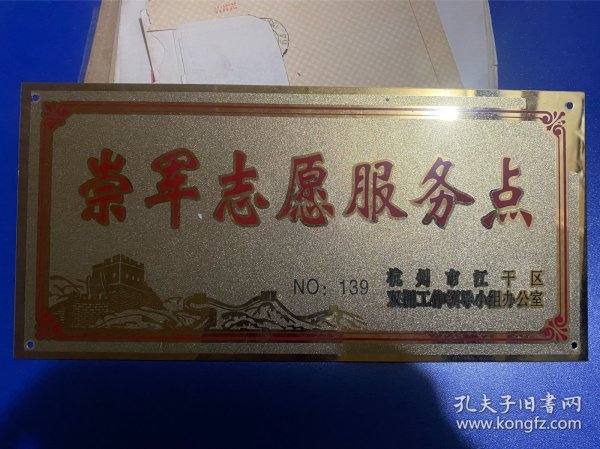 崇军志愿服务点
NO：139
杭州市江干区
双拥工作领导小组办公室
孔夫子旧书网
www.kongfz.com